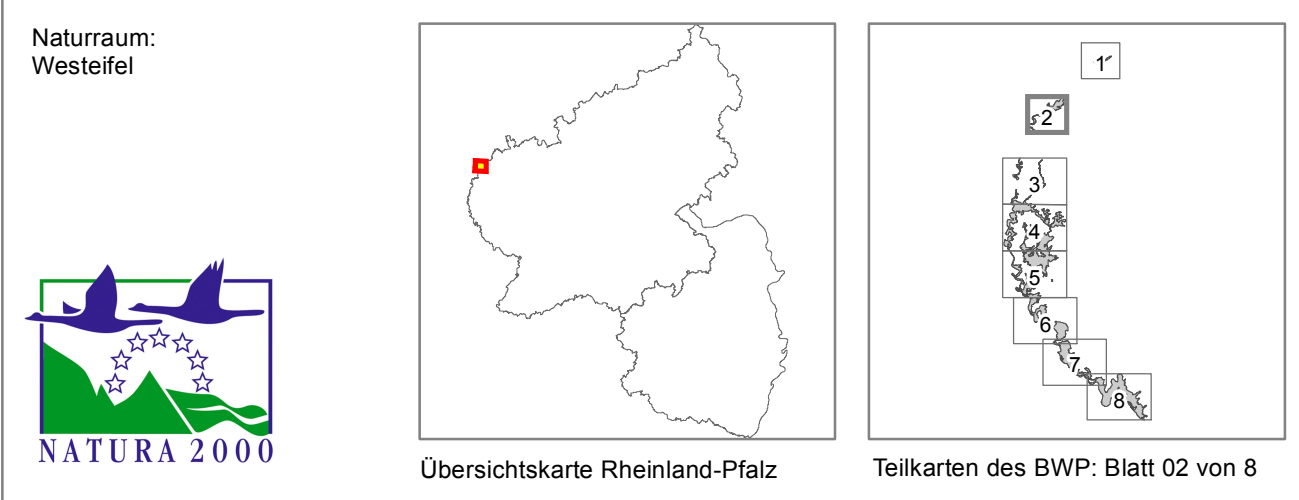 Naturraum:
Westeifel
NATURA 2000
Übersichtskarte Rheinland-Pfalz
1
2
3
4
5
6
7
8
Teilkarten des BWP: Blatt 02 von 8